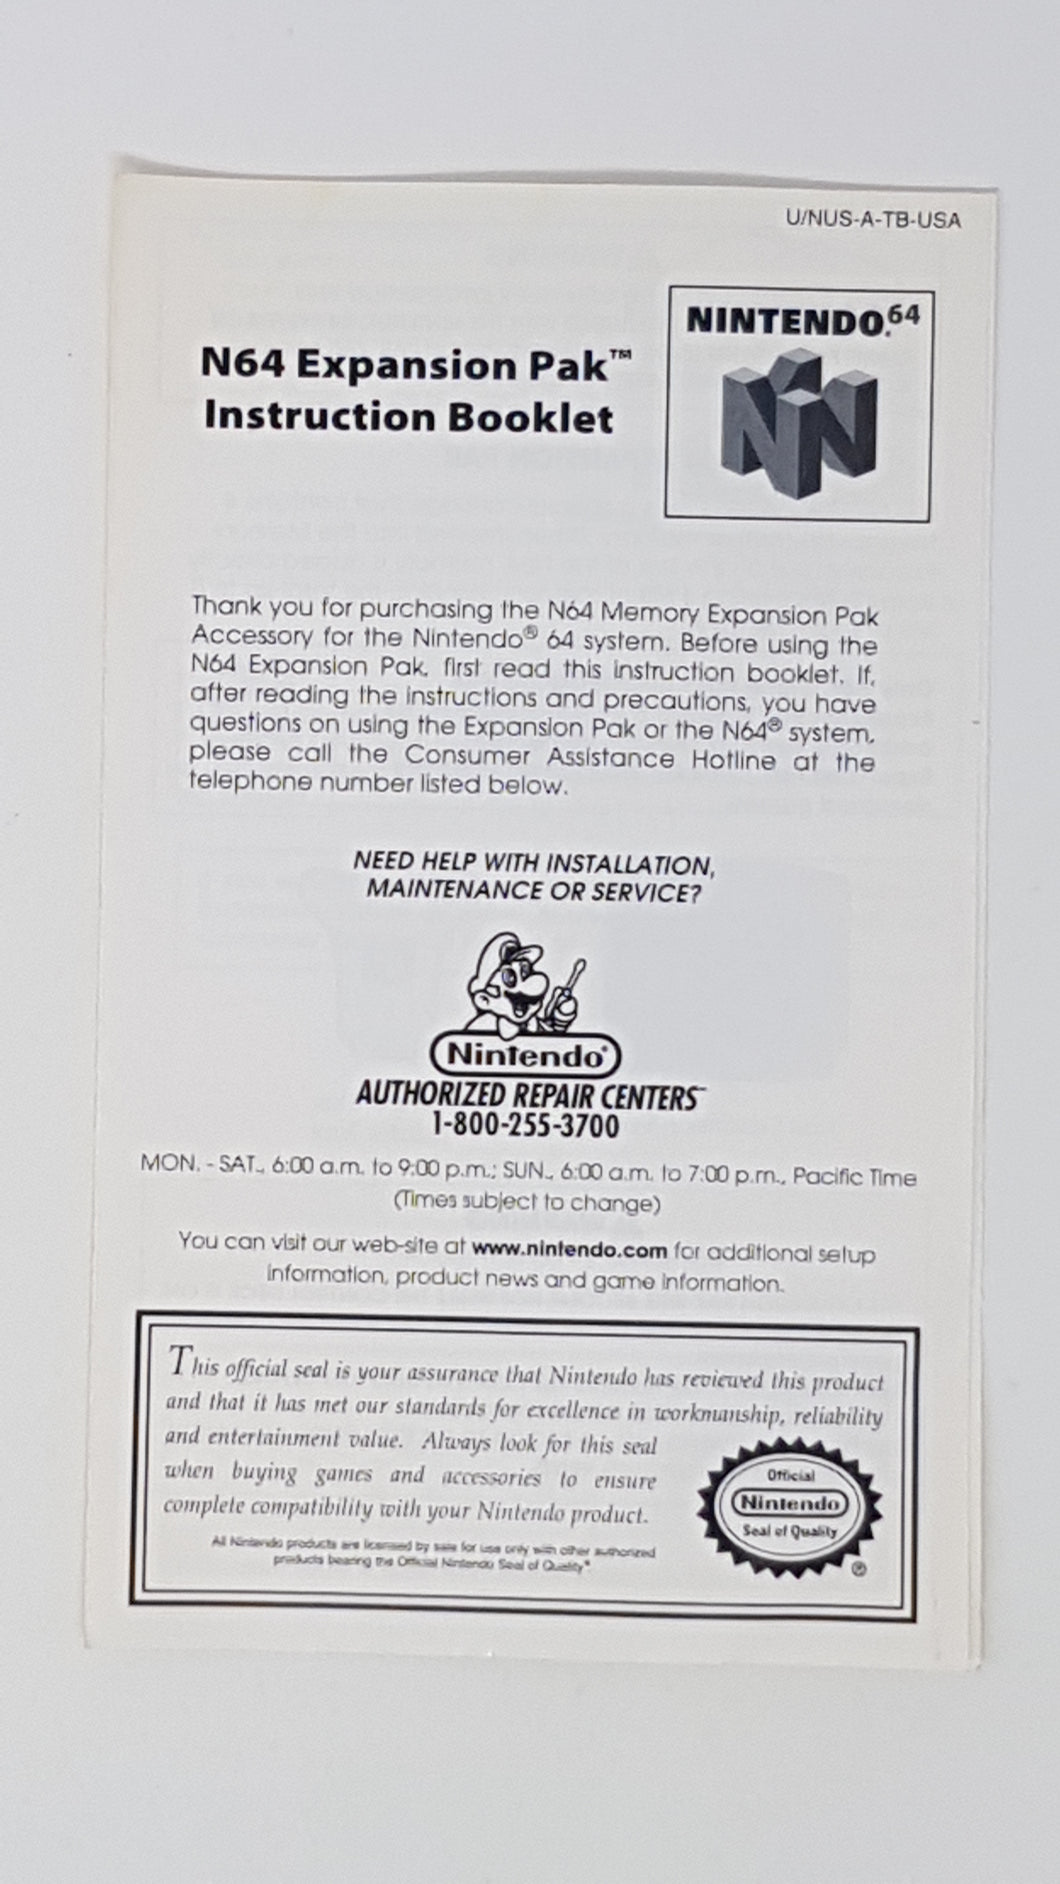 U/NUS-A-TB-USA
NINTENDO.64
N64 Expansion Pak™
Instruction Booklet
Thank you for purchasing the N64 Memory Expansion Pak
Accessory for the Nintendo® 64 system. Before using the
N64 Expansion Pak, first read this instruction booklet. If,
after reading the instructions and precautions, you have
questions on using the Expansion Pak or the N64® system,
please call the Consumer Assistance Hotline at the
telephone number listed below.
NEED HELP WITH INSTALLATION,
MAINTENANCE OR SERVICE?
Nintendo®
AUTHORIZED REPAIR CENTERS™
1-800-255-3700
MON. - SAT., 6:00 a.m. to 9:00 p.m.; SUN., 6:00 a.m. to 7:00 p.m., Pacific Time
(Times subject to change)
You can visit our web-site at www.nintendo.com for additional setup
information, product news and game information.
This official seal is your assurance that Nintendo has reviewed this product
and that it has met our standards for excellence in workmanship, reliability
and entertainment value. Always look for this seal
when buying games and accessories to ensure
complete compatibility with your Nintendo product.
All Nintendo products are licensed by sale for use only with other authorized
products bearing the Official Nintendo Seal of Quality®
Official
Nintendo
Seal of Quality
®